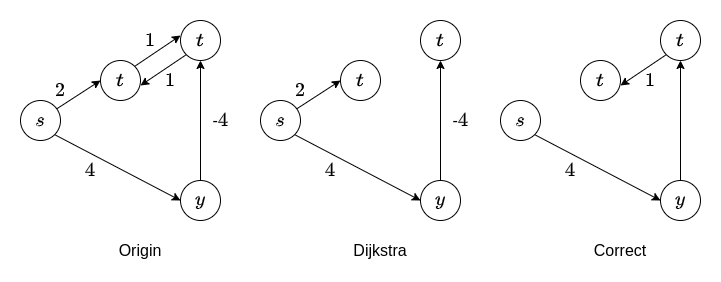 1 t t
2 t 1 t 2 t t 1
s -4 s -4 s
4 4 4
y y y
Origin Dijkstra Correct